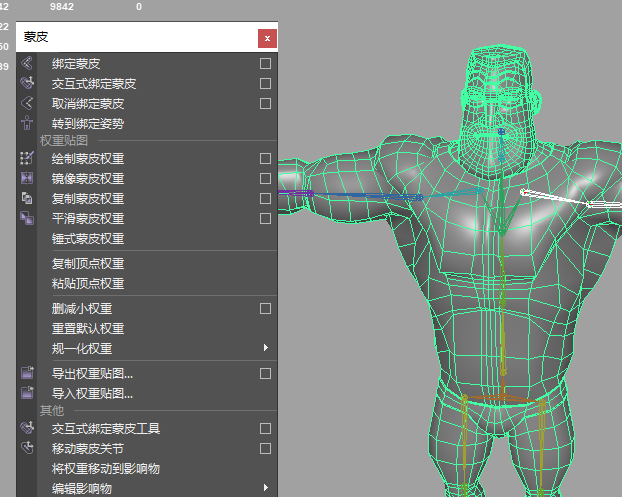 42 9842 0
22
蒙皮
x
50
绑定蒙皮
39
交互式绑定蒙皮
取消绑定蒙皮
转到绑定姿势
权重贴图
绘制蒙皮权重
镜像蒙皮权重
复制蒙皮权重
平滑蒙皮权重
锤式蒙皮权重
复制顶点权重
粘贴顶点权重
删减小权重
重置默认权重
规一化权重
导出权重贴图...
导入权重贴图...
其他
交互式绑定蒙皮工具
移动蒙皮关节
将权重移动到影响物
编辑影响物